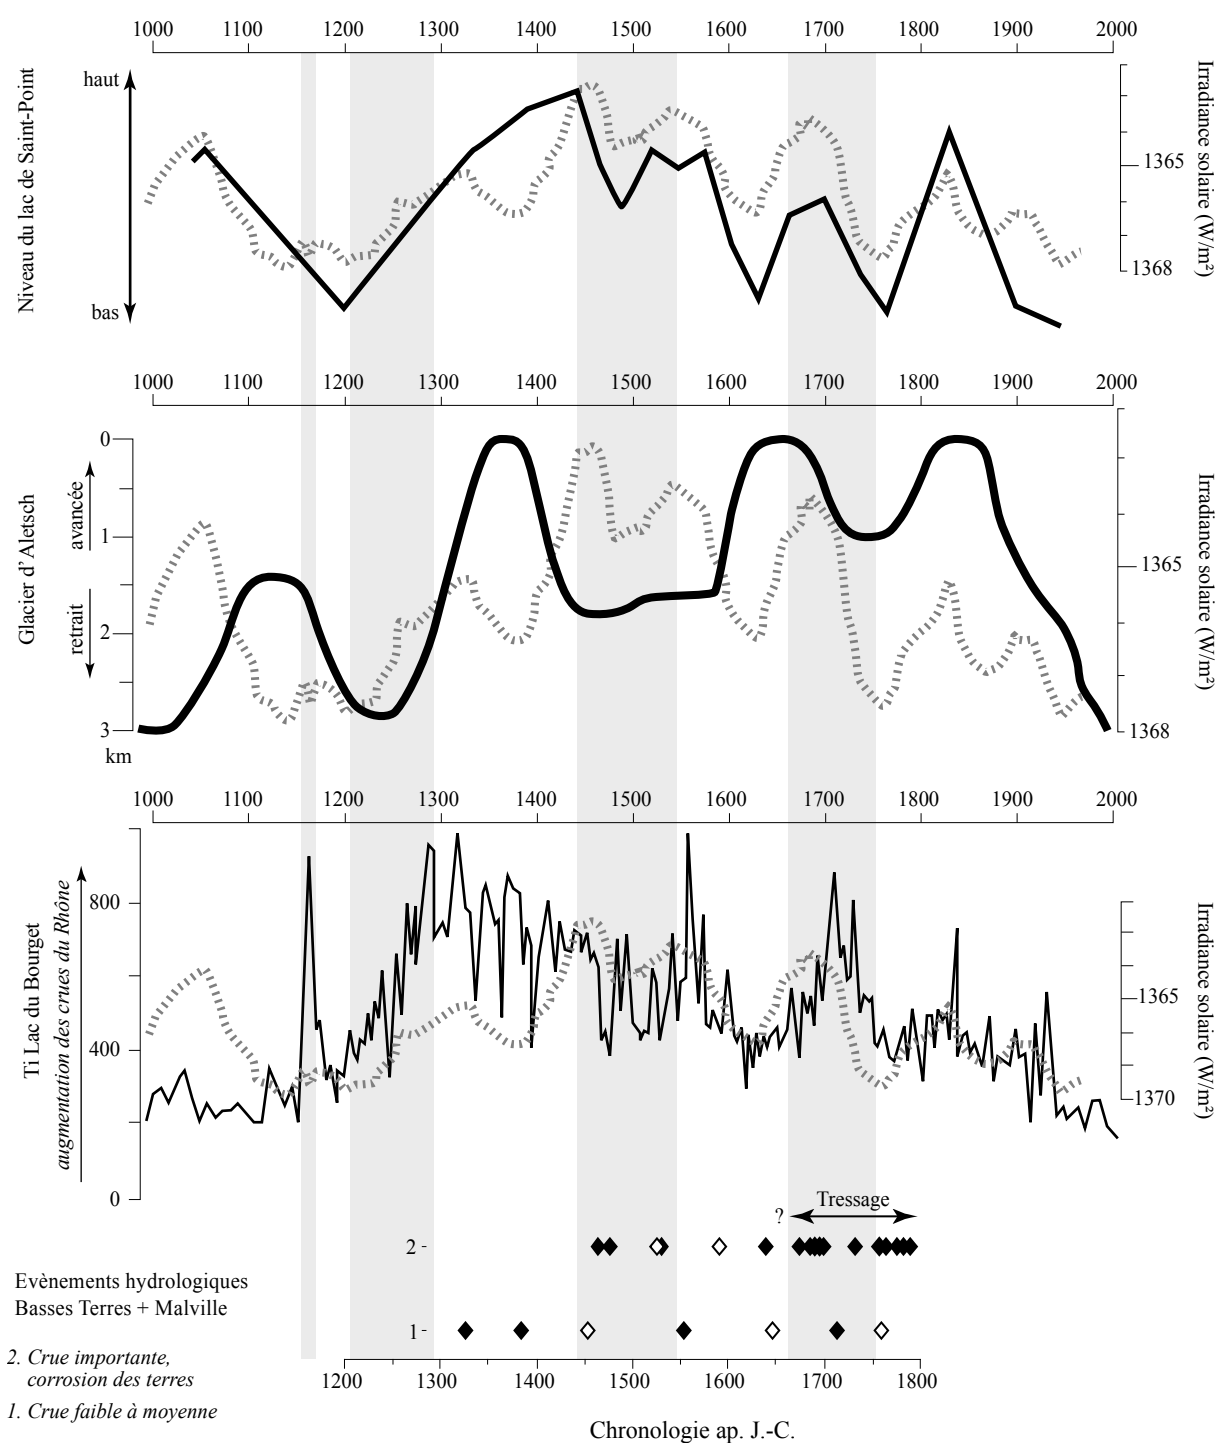 1000 1100 1200 1300 1400 1500 1600 1700 1800 1900 2000
Niveau du lac de Saint-Point
haut
bas
1365
1368
Irradiance solaire (W/m²)
1000 1100 1200 1300 1400 1500 1600 1700 1800 1900 2000
Glacier d' Aletsch
avancée
retrait
0
1
2
3
km
1365
1368
Irradiance solaire (W/m²)
1000 1100 1200 1300 1400 1500 1600 1700 1800 1900 2000
Ti Lac du Bourget
augmentation des crues du Rhône
800
400
0
1365
1370
Irradiance solaire (W/m²)
? Tressage
2 -
Evènements hydrologiques
Basses Terres + Malville
1 -
2. Crue importante,
corrosion des terres
1. Crue faible à moyenne
1200 1300 1400 1500 1600 1700 1800
Chronologie ap. J.-C.